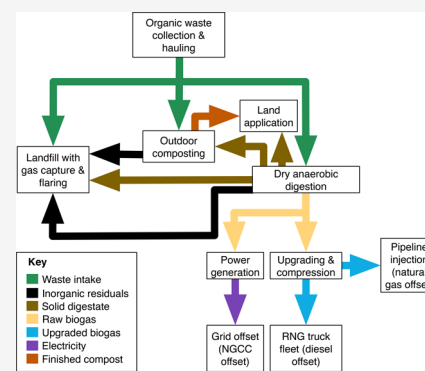 Organic waste
collection &
hauling
Land
application
Outdoor
composting
Landfill with
gas capture &
flaring
Dry anaerobic
digestion
Power
generation
Upgrading &
compression
Pipeline
injection
(natura
gas offse
Grid offset
(NGCC
offset)
RNG truck
fleet (diesel
offset)
Key
Waste intake
Inorganic residuals
Solid digestate
Raw biogas
Upgraded biogas
Electricity
Finished compost